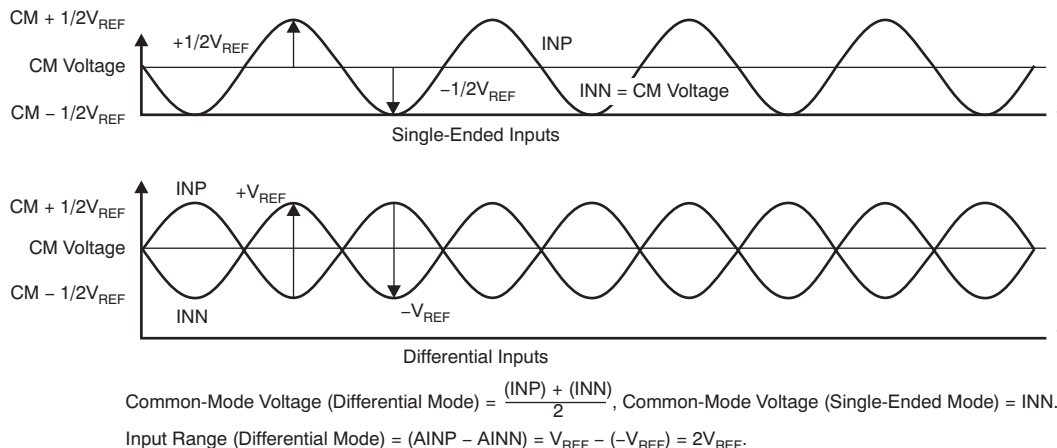 CM + 1/2V_REF
+1/2V_REF
INP
CM Voltage
−1/2V_REF
INN = CM Voltage
CM − 1/2V_REF
Single-Ended Inputs
INP
+V_REF
CM + 1/2V_REF
CM Voltage
CM − 1/2V_REF
INN
−V_REF
Differential Inputs
Common-Mode Voltage (Differential Mode) = (INP) + (INN) / 2, Common-Mode Voltage (Single-Ended Mode) = INN.
Input Range (Differential Mode) = (AINP − AINN) = V_REF − (−V_REF) = 2V_REF.